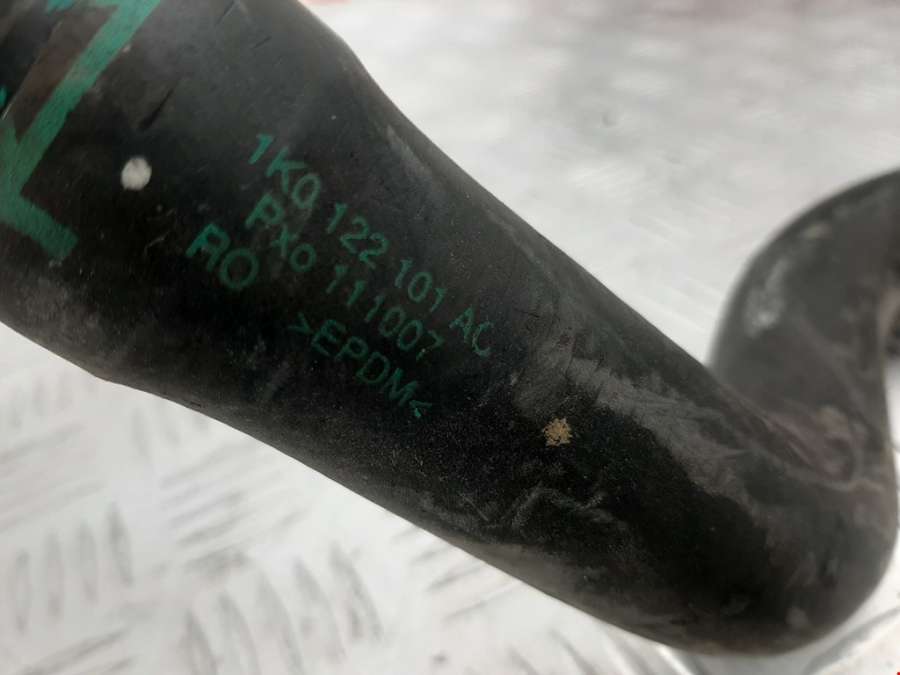 1K0 122 101 AC
PXo 111007
RO
>EPDM<